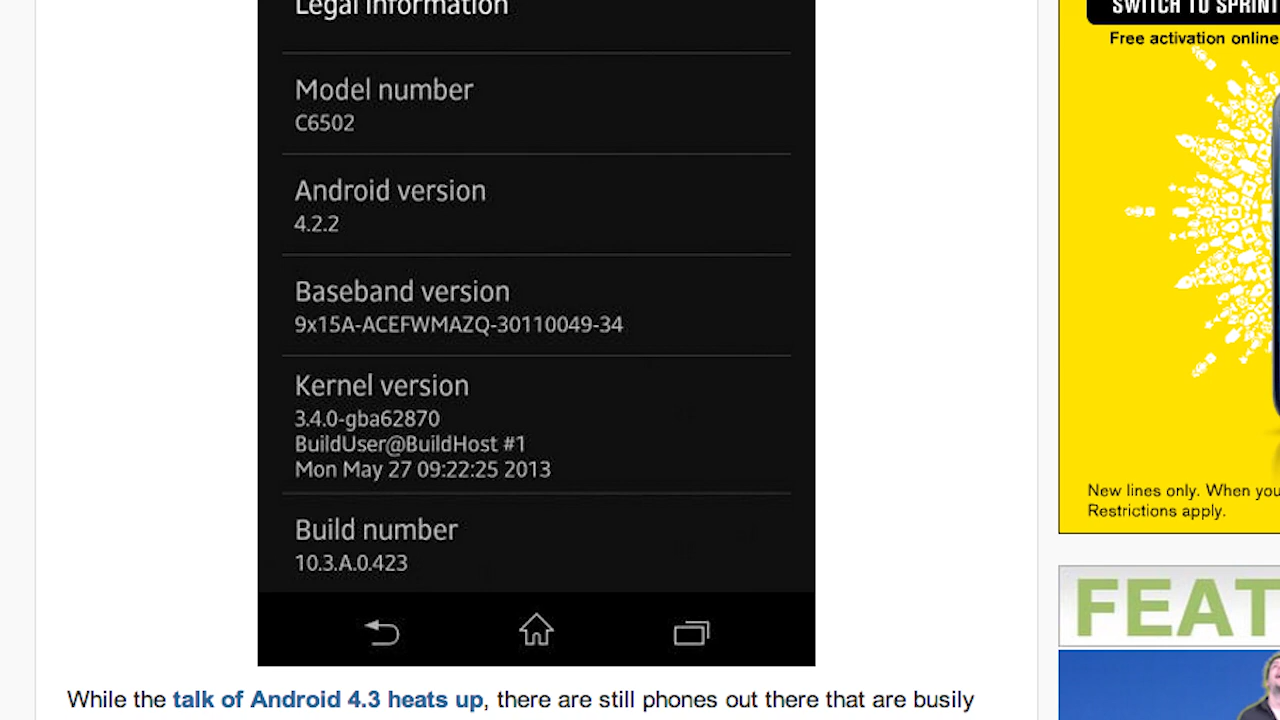 Legal information
Model number
C6502
Android version
4.2.2
Baseband version
9x15A-ACEFWMAZQ-30110049-34
Kernel version
3.4.0-gba62870
BuildUser@BuildHost #1
Mon May 27 09:22:25 2013
Build number
10.3.A.0.423
While the talk of Android 4.3 heats up, there are still phones out there that are busily
SWITCH TO SPRINT
Free activation online
New lines only. When you
Restrictions apply.
FEAT